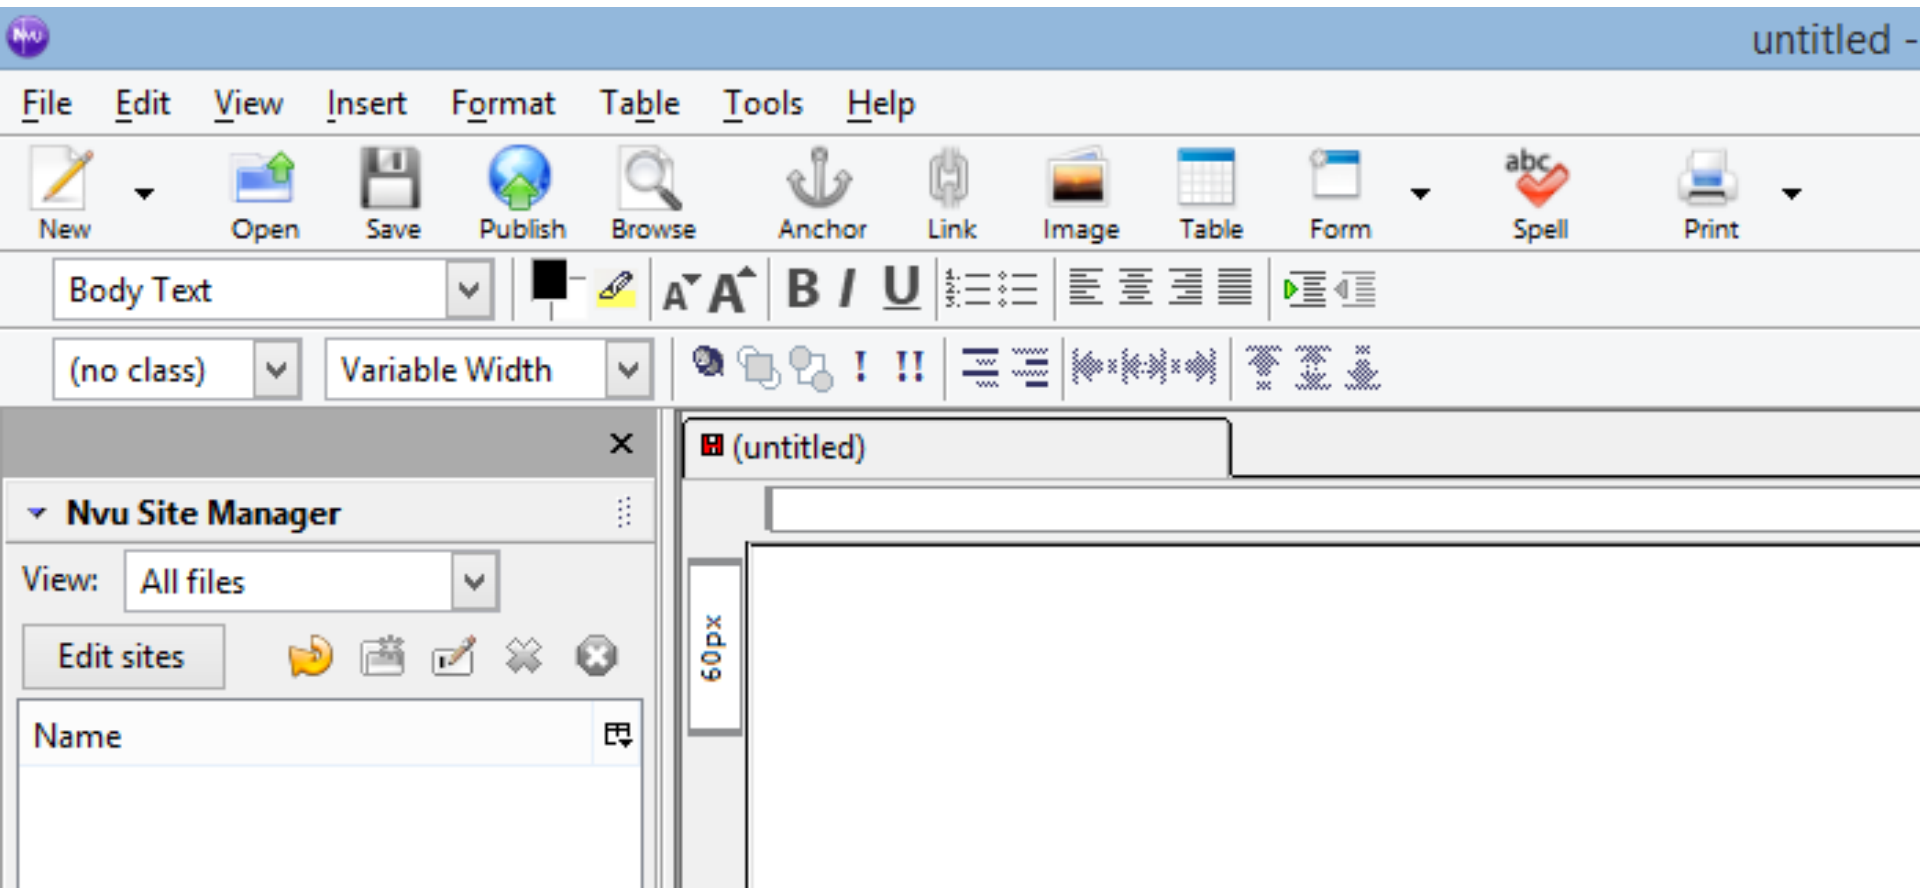 Nvu
untitled -
File Edit View Insert Format Table Tools Help
abc
New Open Save Publish Browse Anchor Link Image Table Form Spell Print
Body Text A A B I U
(no class) Variable Width ! !!
(untitled)
Nvu Site Manager
View: All files
60px
Edit sites
Name